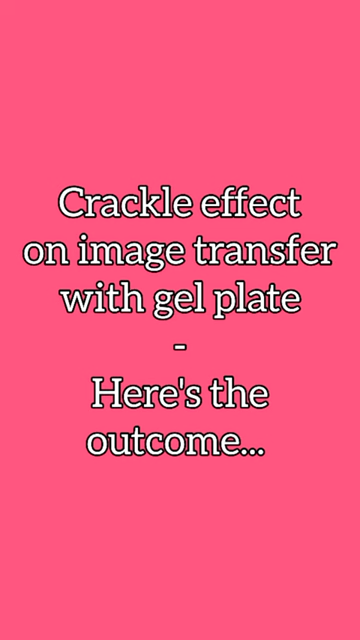 Crackle effect
on image transfer
with gel plate
-
Here's the
outcome...